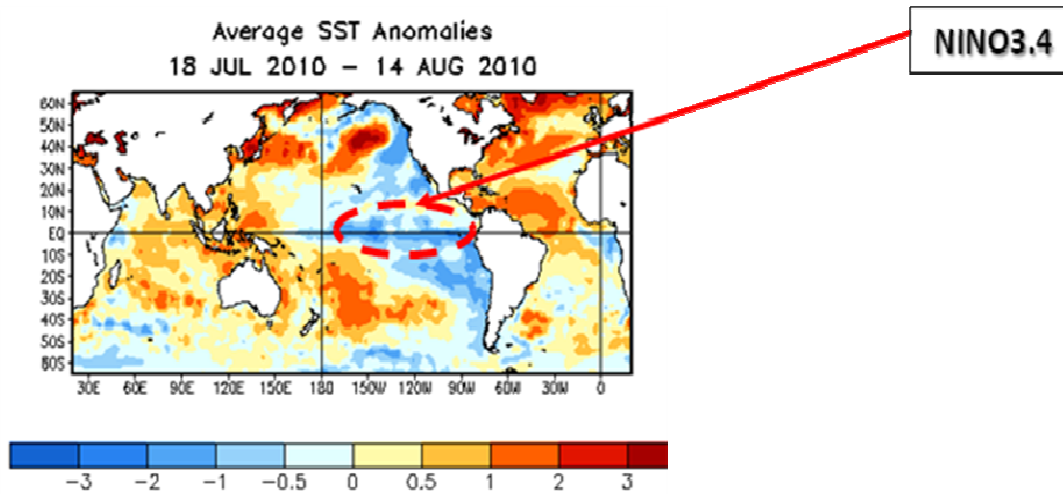 Average SST Anomalies
18 JUL 2010 – 14 AUG 2010
NINO3.4
60N
50N
40N
30N
20N
10N
EQ
10S
20S
30S
40S
50S
60S
30E 60E 90E 120E 150E 180 150W 120W 90W 60W 30W 0
-3 -2 -1 -0.5 0 0.5 1 2 3